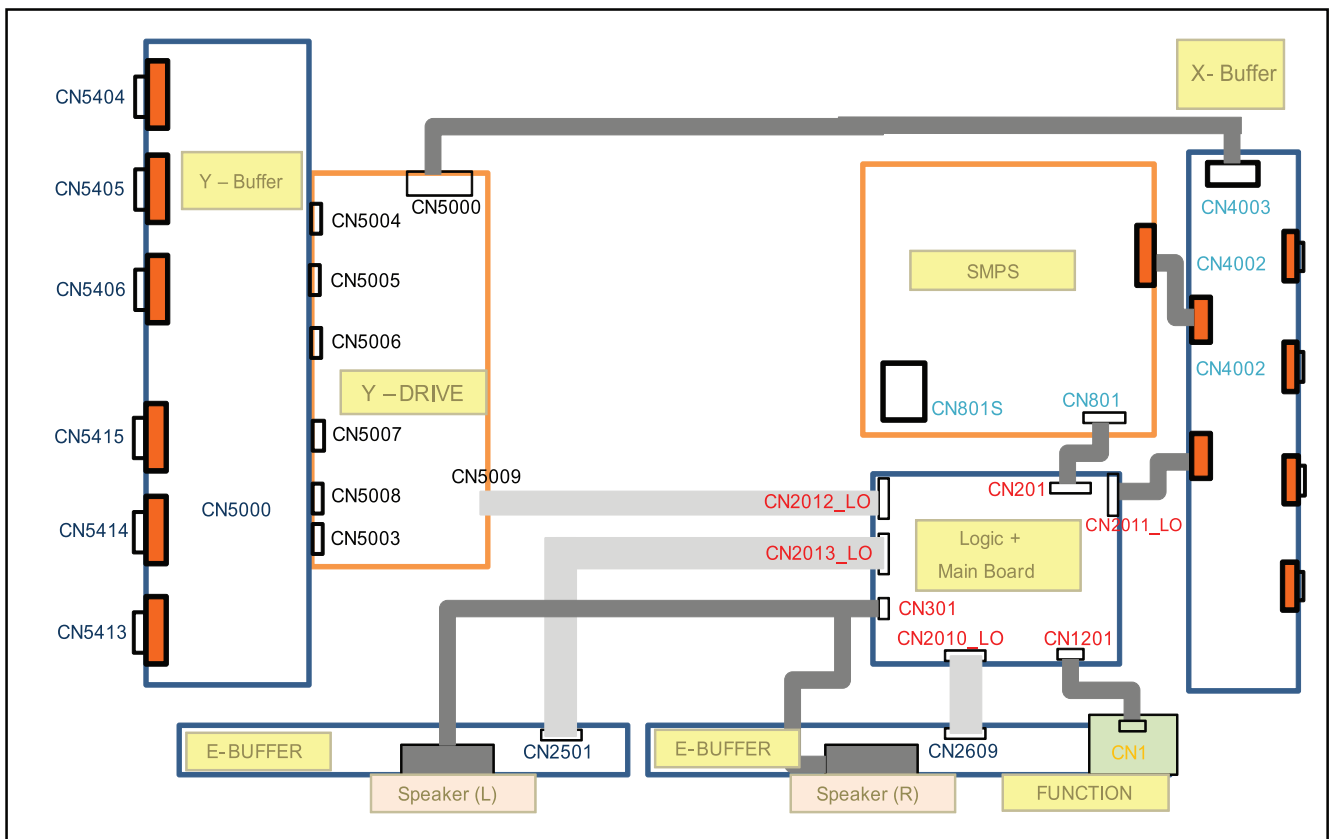 X- Buffer
CN5404
CN5405
Y – Buffer
CN5000
CN4003
CN5004
CN4002
SMPS
CN5005
CN5406
CN5006
CN4002
Y –DRIVE
CN801
CN801S
CN5415
CN5007
CN5009
CN5008
CN201
CN5000
CN2012_LO
CN2011_LO
CN5414
CN5003
Logic +
Main Board
CN2013_LO
CN301
CN5413
CN2010_LO
CN1201
E-BUFFER
CN2501
E-BUFFER
CN2609
CN1
Speaker (L)
Speaker (R)
FUNCTION